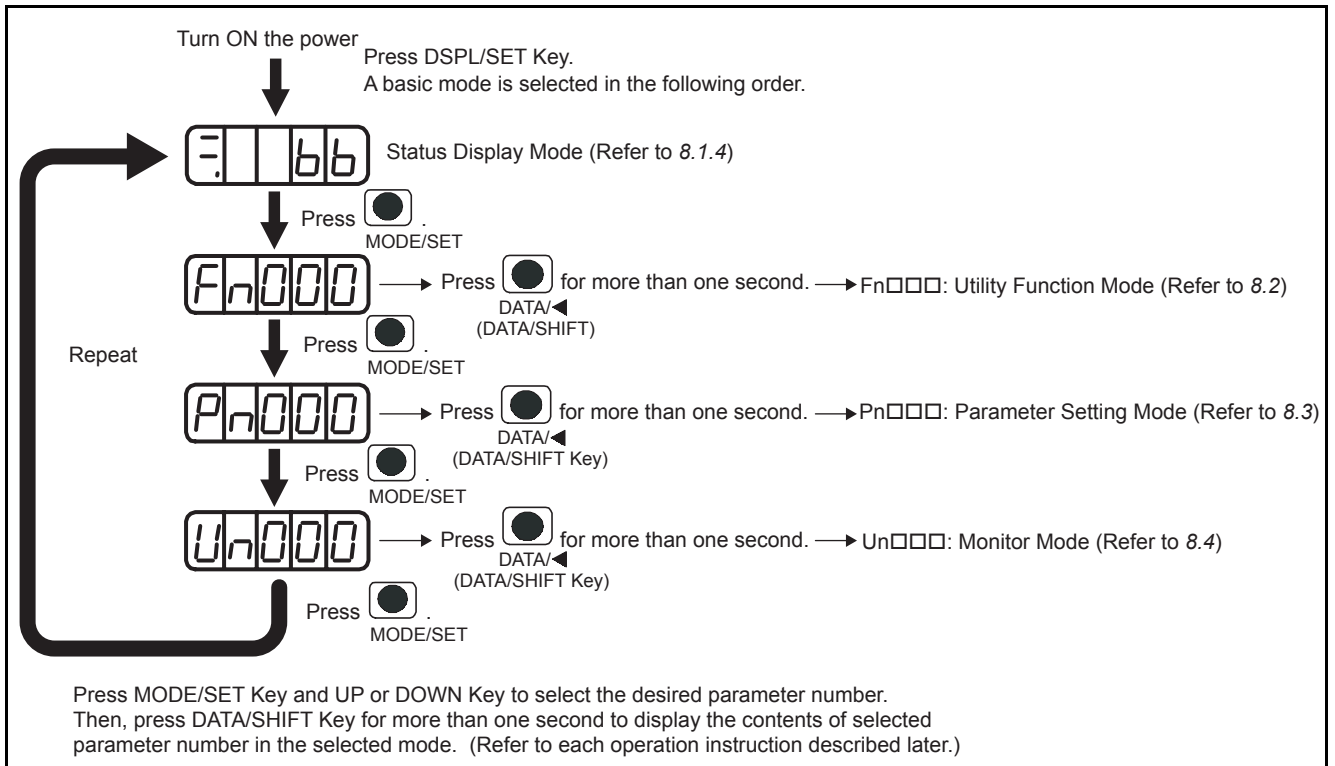 Turn ON the power
Press DSPL/SET Key.
A basic mode is selected in the following order.
bb
Status Display Mode (Refer to 8.1.4)
Press .
MODE/SET
Fn000
Press for more than one second.
DATA/◀
(DATA/SHIFT)
Fn□□□: Utility Function Mode (Refer to 8.2)
Repeat
Press .
MODE/SET
Pn000
Press for more than one second.
DATA/◀
(DATA/SHIFT Key)
Pn□□□: Parameter Setting Mode (Refer to 8.3)
Press .
MODE/SET
Un000
Press for more than one second.
DATA/◀
(DATA/SHIFT Key)
Un□□□: Monitor Mode (Refer to 8.4)
Press .
MODE/SET
Press MODE/SET Key and UP or DOWN Key to select the desired parameter number.
Then, press DATA/SHIFT Key for more than one second to display the contents of selected
parameter number in the selected mode. (Refer to each operation instruction described later.)